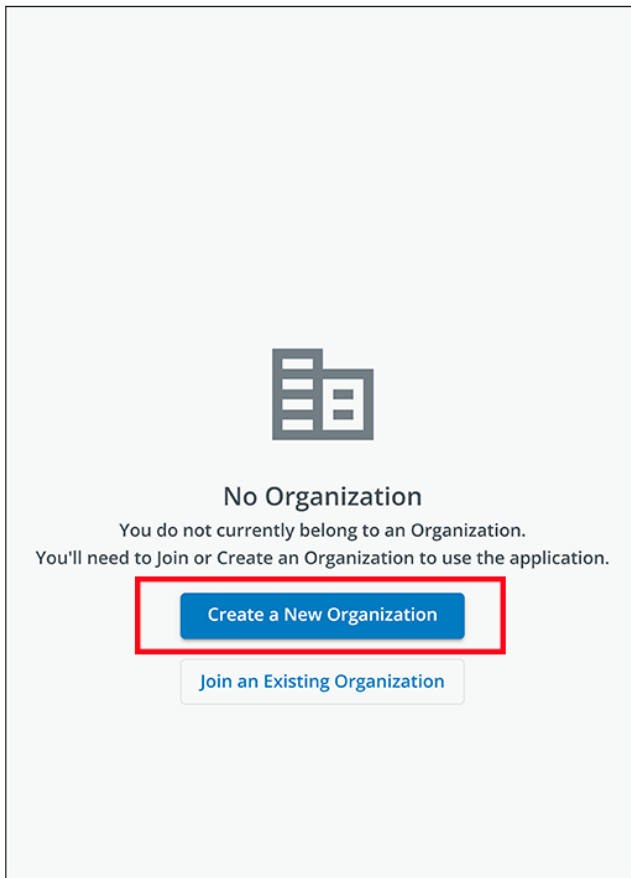 No Organization
You do not currently belong to an Organization.
You'll need to Join or Create an Organization to use the application.
Create a New Organization
Join an Existing Organization